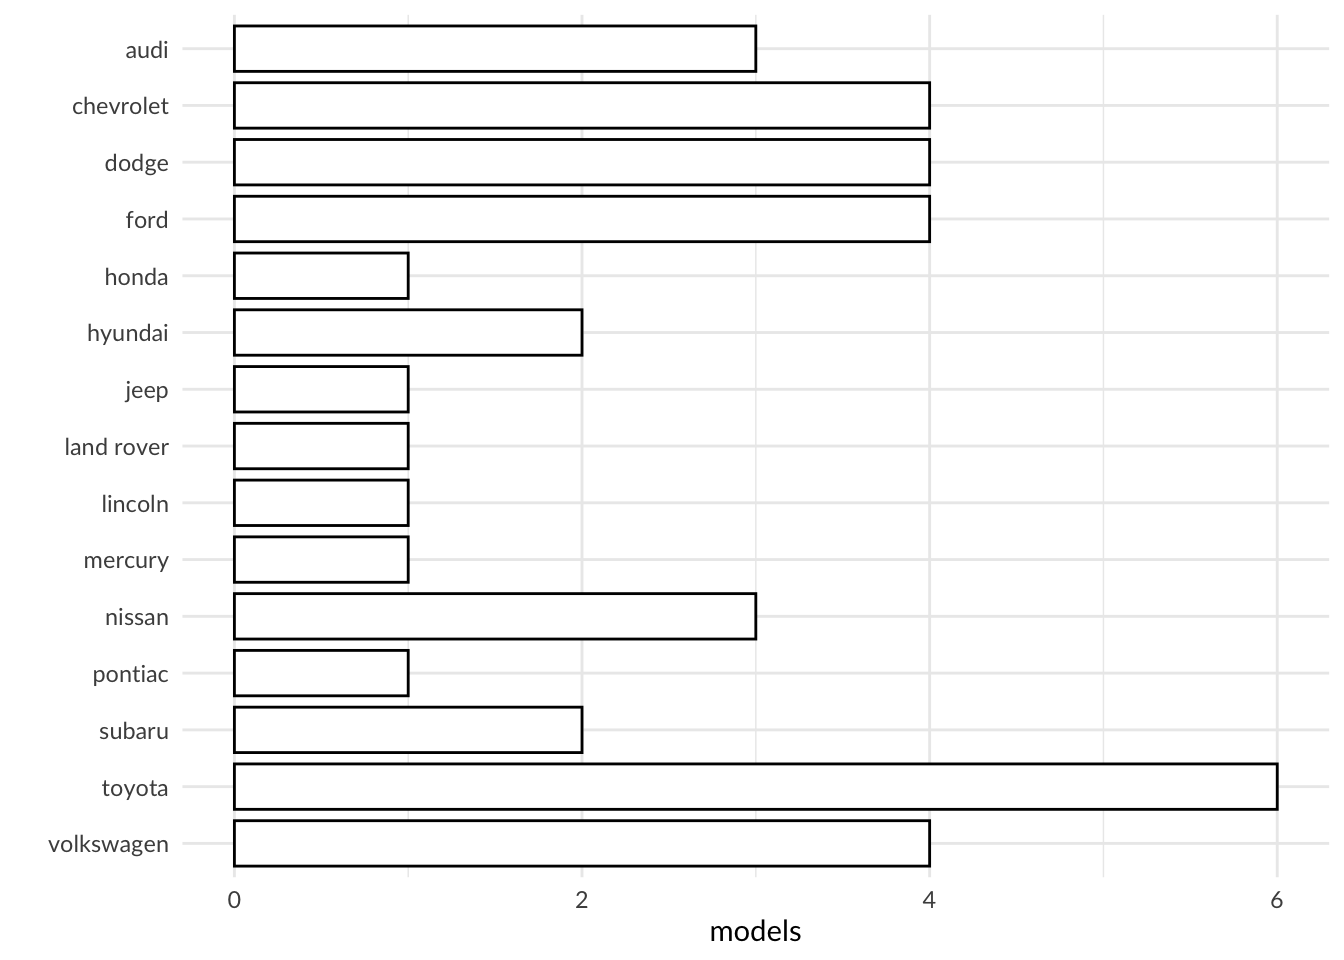 audi
chevrolet
dodge
ford
honda
hyundai
jeep
land rover
lincoln
mercury
nissan
pontiac
subaru
toyota
volkswagen
0 2 4 6
models